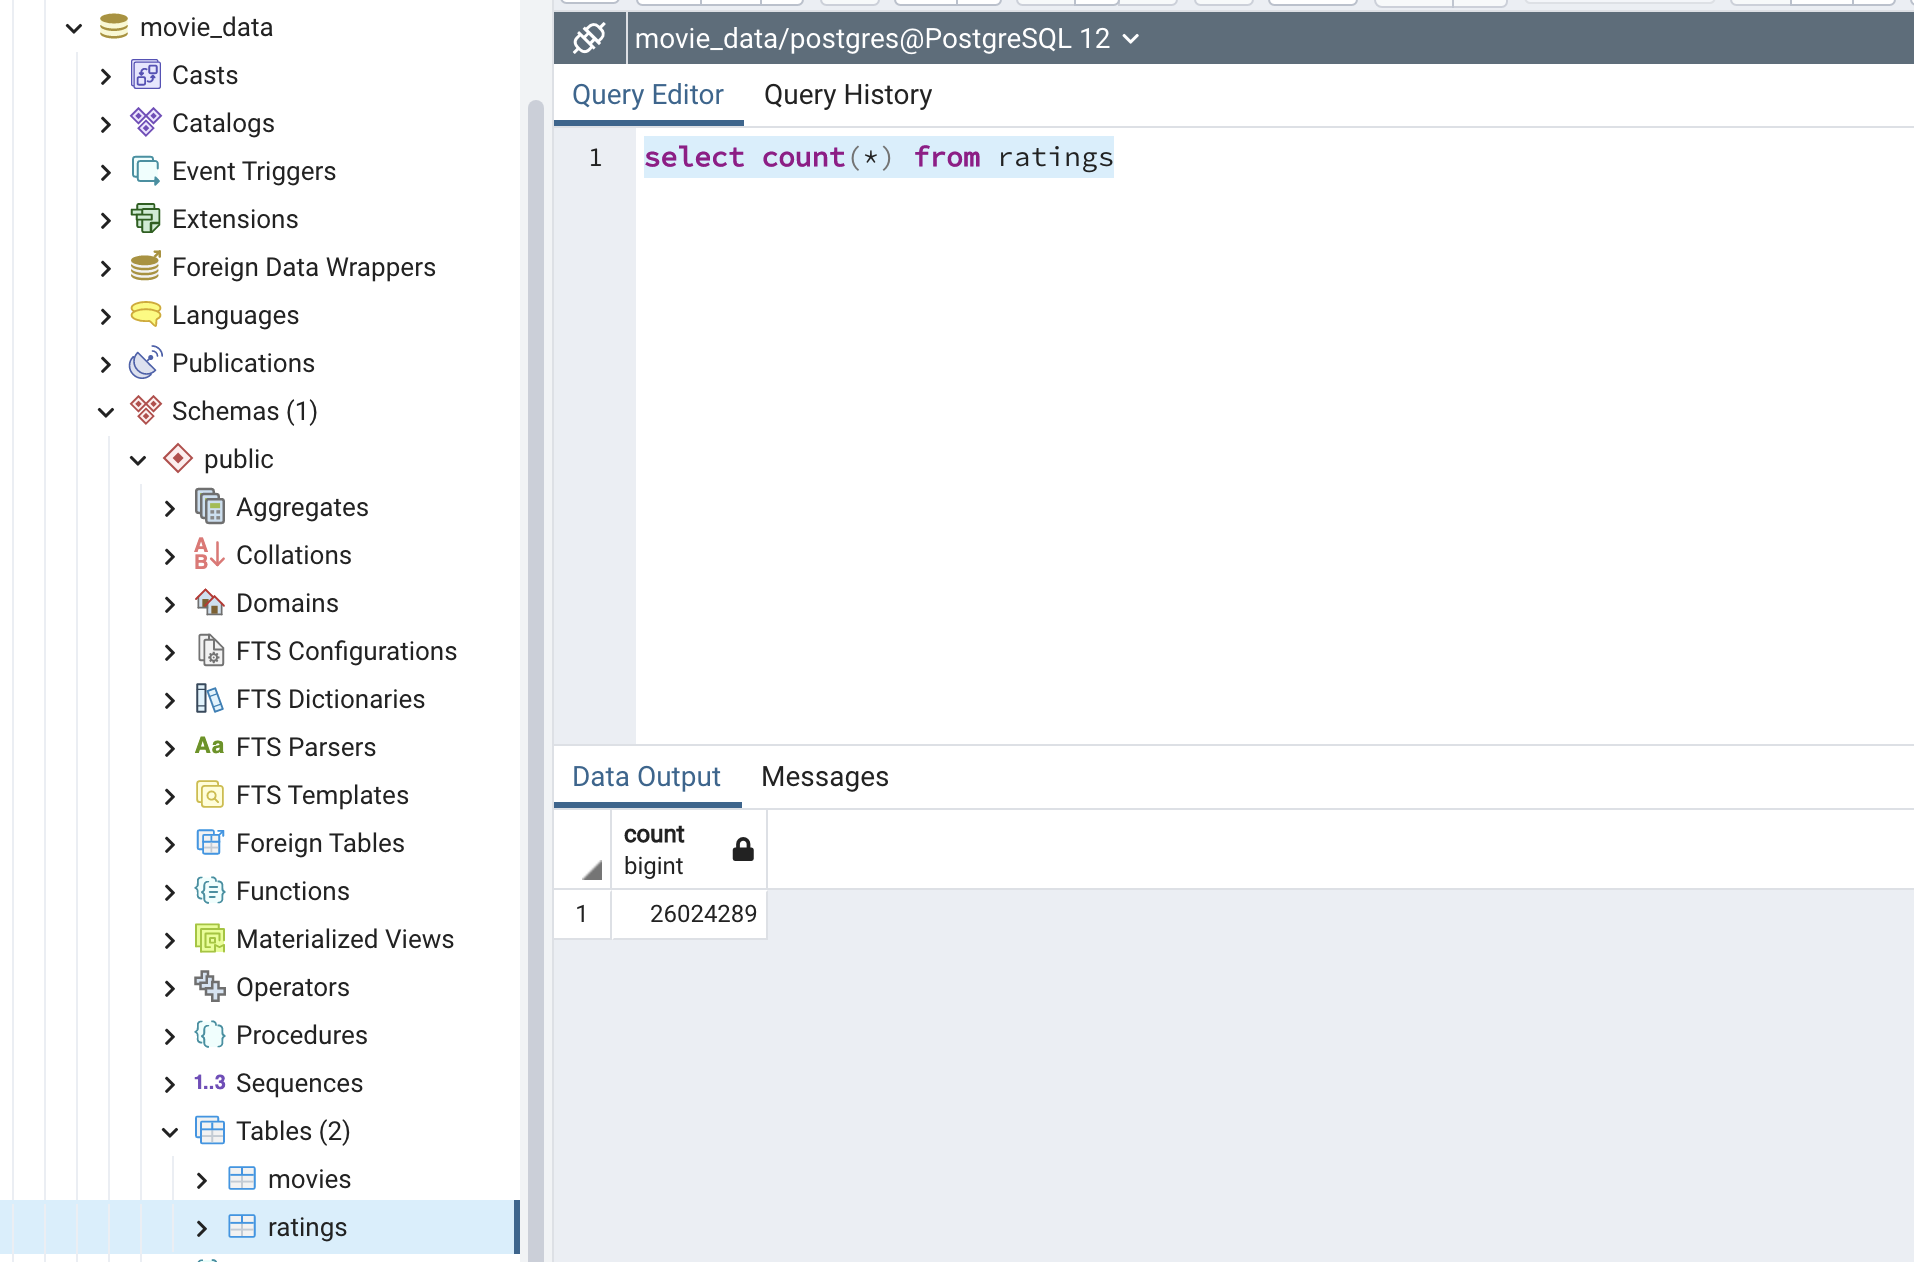 movie_data
Casts
Catalogs
Event Triggers
Extensions
Foreign Data Wrappers
Languages
Publications
Schemas (1)
public
Aggregates
Collations
Domains
FTS Configurations
FTS Dictionaries
Aa FTS Parsers
FTS Templates
Foreign Tables
Functions
Materialized Views
Operators
Procedures
1..3 Sequences
Tables (2)
movies
ratings
movie_data/postgres@PostgreSQL 12
Query Editor Query History
1 select count(*) from ratings
Data Output Messages
count
bigint
1 26024289